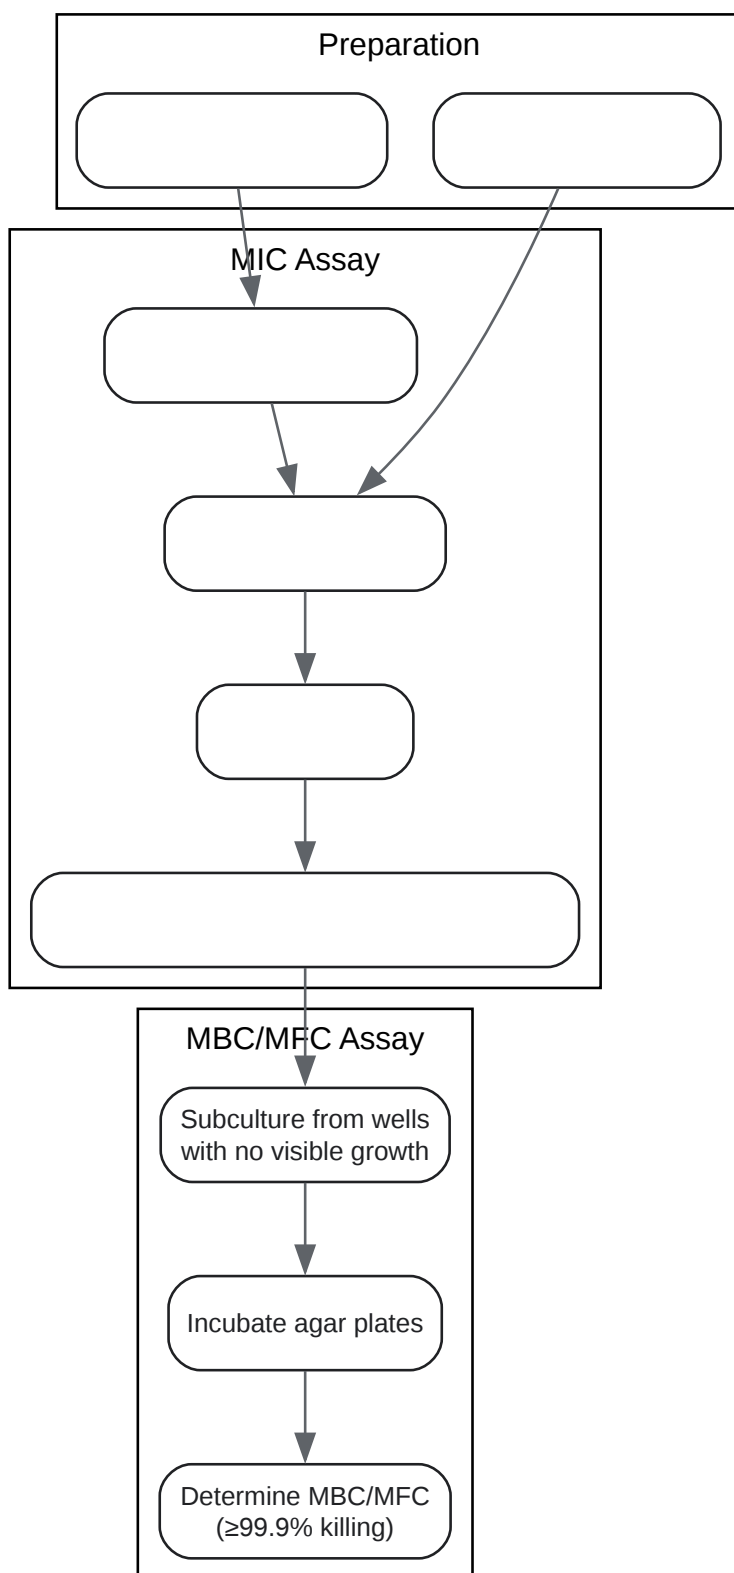 Preparation
MIC Assay
MBC/MFC Assay
Subculture from wells
with no visible growth
Incubate agar plates
Determine MBC/MFC
(≥99.9% killing)